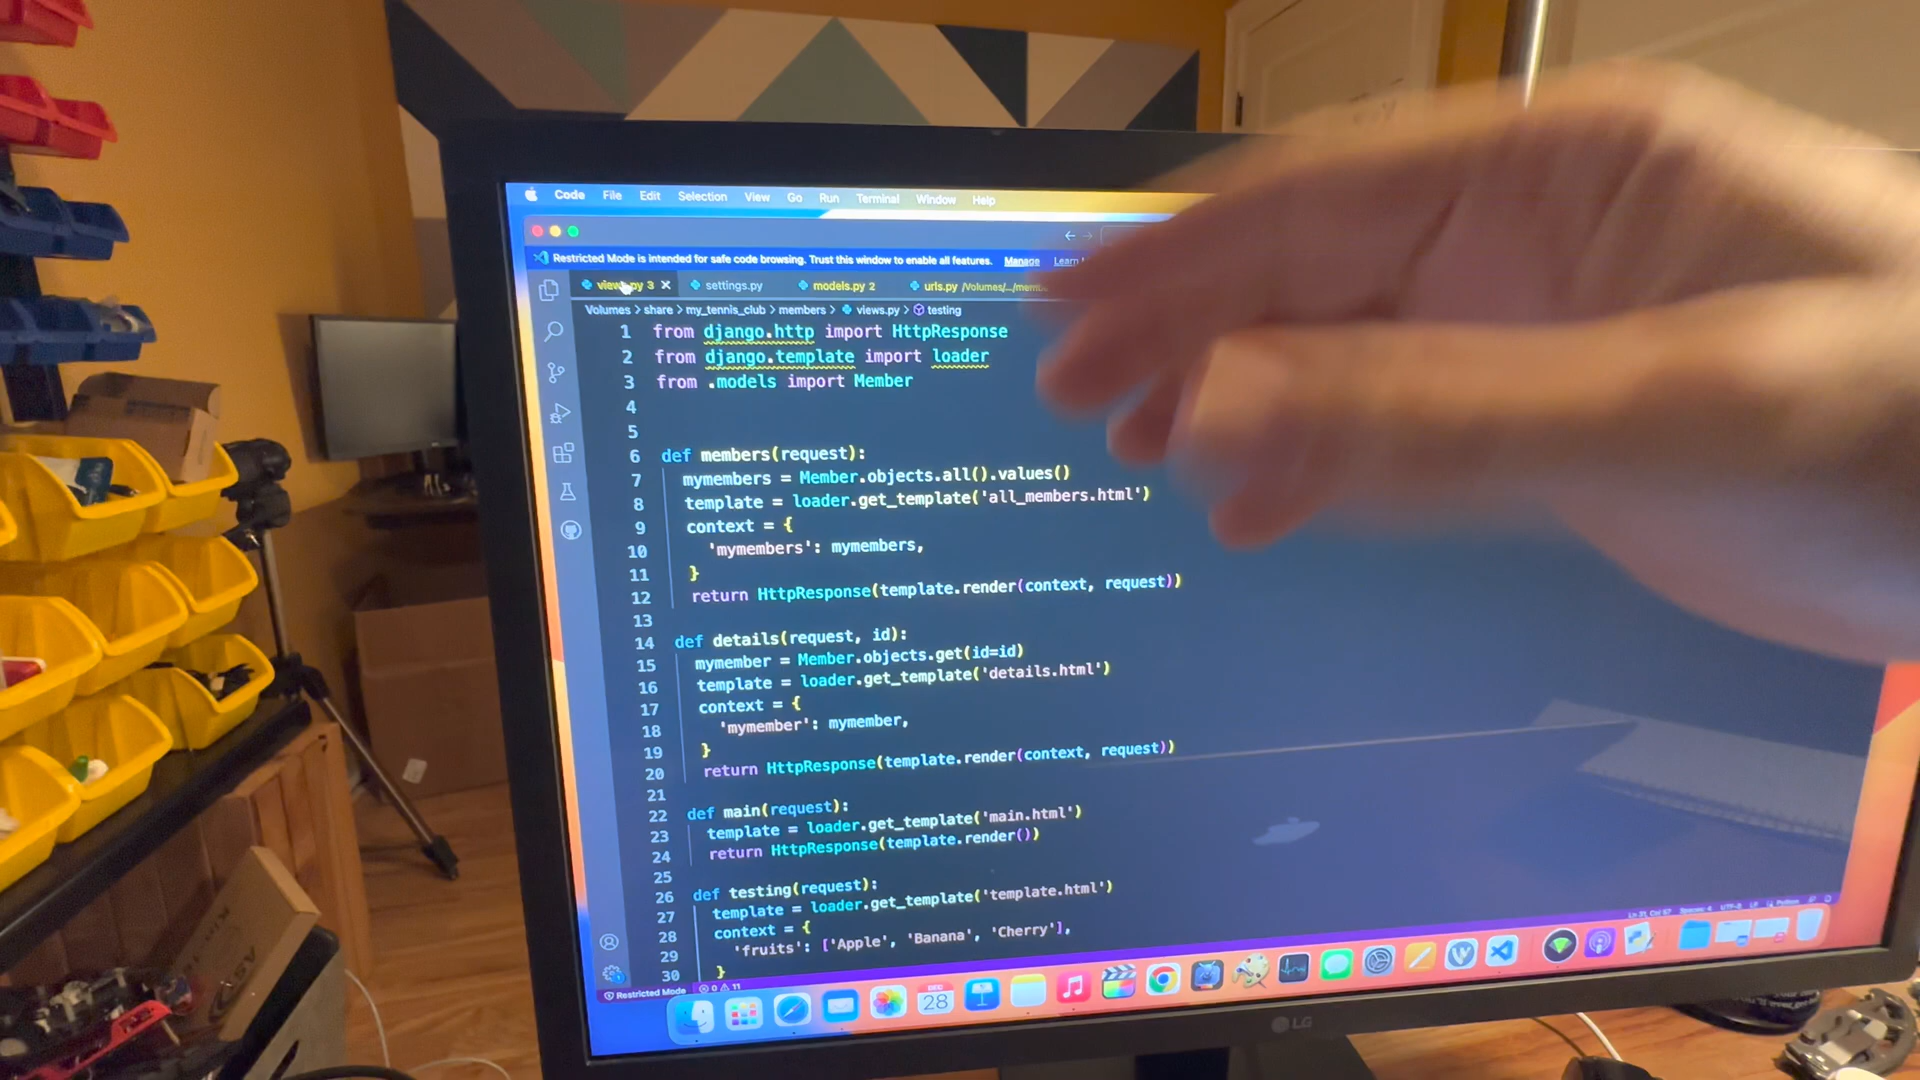 Code File Edit Selection View Go Run Terminal Window Help
Restricted Mode is intended for safe code browsing. Trust this window to enable all features. Manage Learn
views.py 3 settings.py models.py 2 urls.py /Volumes/.../memb
Volumes > share > my_tennis_club > members > views.py > testing
1 from django.http import HttpResponse
2 from django.template import loader
3 from .models import Member
4
5
6 def members(request):
7 mymembers = Member.objects.all().values()
8 template = loader.get_template('all_members.html')
9 context = {
10 'mymembers': mymembers,
11 }
12 return HttpResponse(template.render(context, request))
13
14 def details(request, id):
15 mymember = Member.objects.get(id=id)
16 template = loader.get_template('details.html')
17 context = {
18 'mymember': mymember,
19 }
20 return HttpResponse(template.render(context, request))
21
22 def main(request):
23 template = loader.get_template('main.html')
24 return HttpResponse(template.render())
25
26 def testing(request):
27 template = loader.get_template('template.html')
28 context = {
29 'fruits': ['Apple', 'Banana', 'Cherry'],
30 }
Restricted Mode 0 11
DEC
28
LG